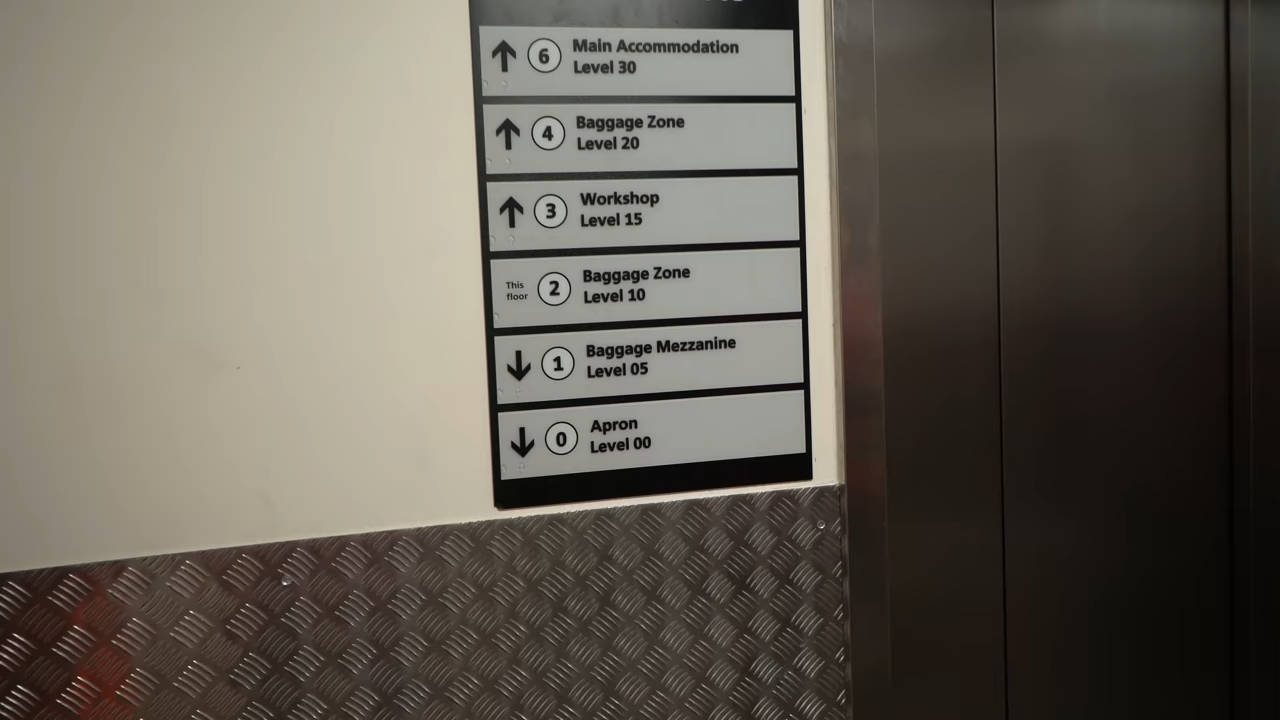 6 Main Accommodation
Level 30
4 Baggage Zone
Level 20
3 Workshop
Level 15
This
floor
2 Baggage Zone
Level 10
1 Baggage Mezzanine
Level 05
0 Apron
Level 00